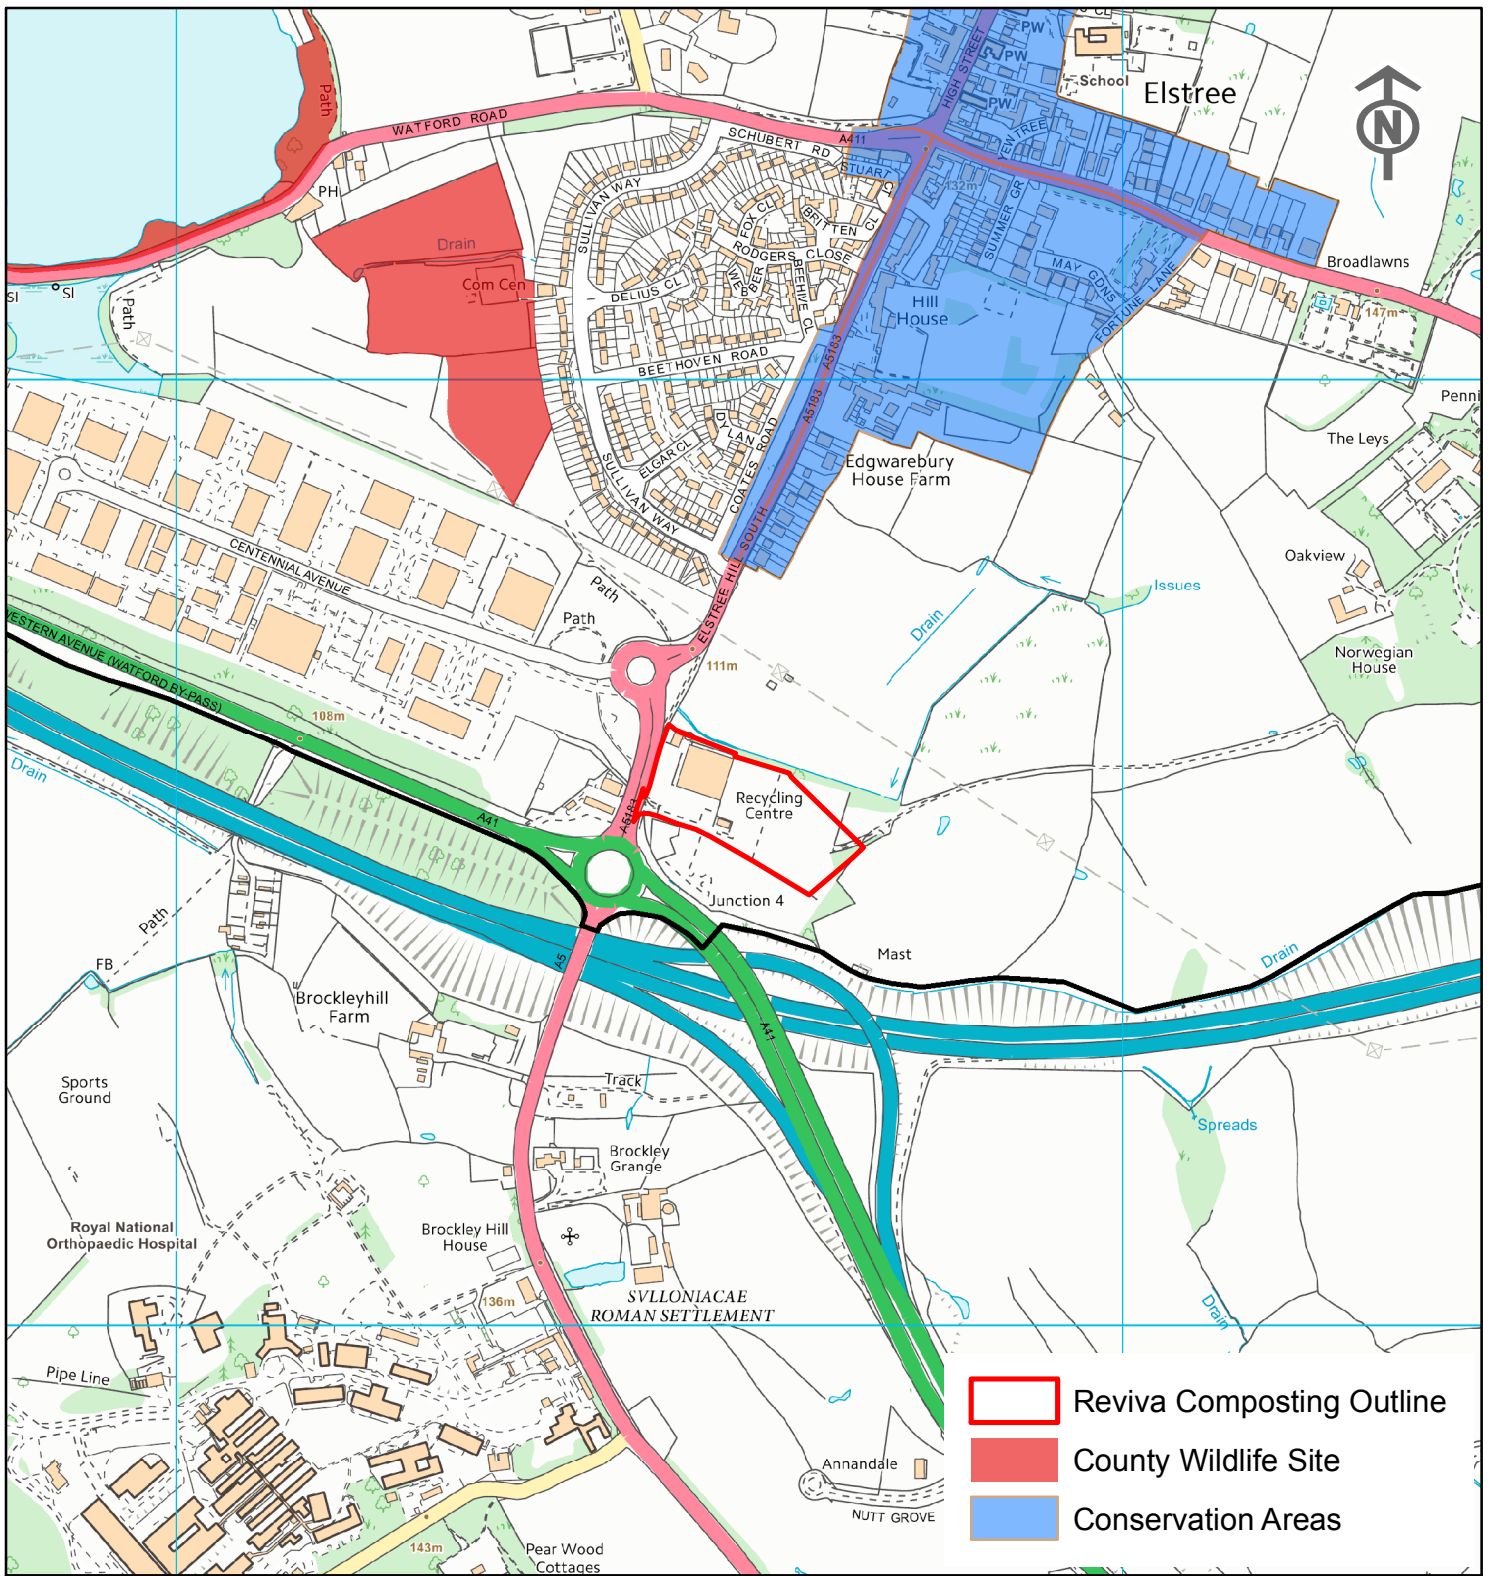 PW
CL
PW
School
Elstree
HIGH STREET
PW
Path
WATFORD ROAD
SCHUBERT RD
A411
YEWTREE
STUART
CT
132m
N
PH
SULLIVAN WAY
FOX CL
BRITTEN CL
SUMMER GR
RODGERS CLOSE
Drain
WEBBER
BEEHIVE CL
MAY GDNS
FORTUNE LANE
Broadlawns
Com Cen
DELIUS CL
Hill
House
147m
SI
SI
Path
BEETHOVEN ROAD
A5183
A5183
Penni
DYLAN
The Leys
ELGAR CL
COATES ROAD
Edgwarebury
House Farm
SULLIVAN WAY
ELSTREE HILL SOUTH
CENTENNIAL AVENUE
Oakview
Issues
Path
Path
Drain
WESTERN AVENUE (WATFORD BY-PASS)
111m
Norwegian
House
108m
Drain
Recycling
Centre
A5183
A41
Junction 4
Path
Mast
Drain
A5
FB
Brockleyhill
Farm
A41
Sports
Ground
Track
Spreads
Brockley
Grange
Royal National
Orthopaedic Hospital
Brockley Hill
House
SVLLONIACAE
ROMAN SETTLEMENT
136m
Drain
Pipe Line
Annandale
NUTT GROVE
143m
Pear Wood
Cottages
Reviva Composting Outline
County Wildlife Site
Conservation Areas